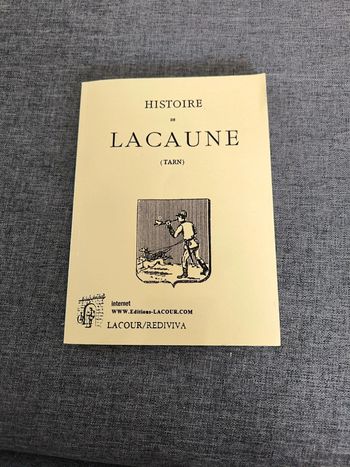 HISTOIRE
DE
LACAUNE
(TARN)
internet
WWW.Editions-LACOUR.COM
LACOUR/REDIVIVA